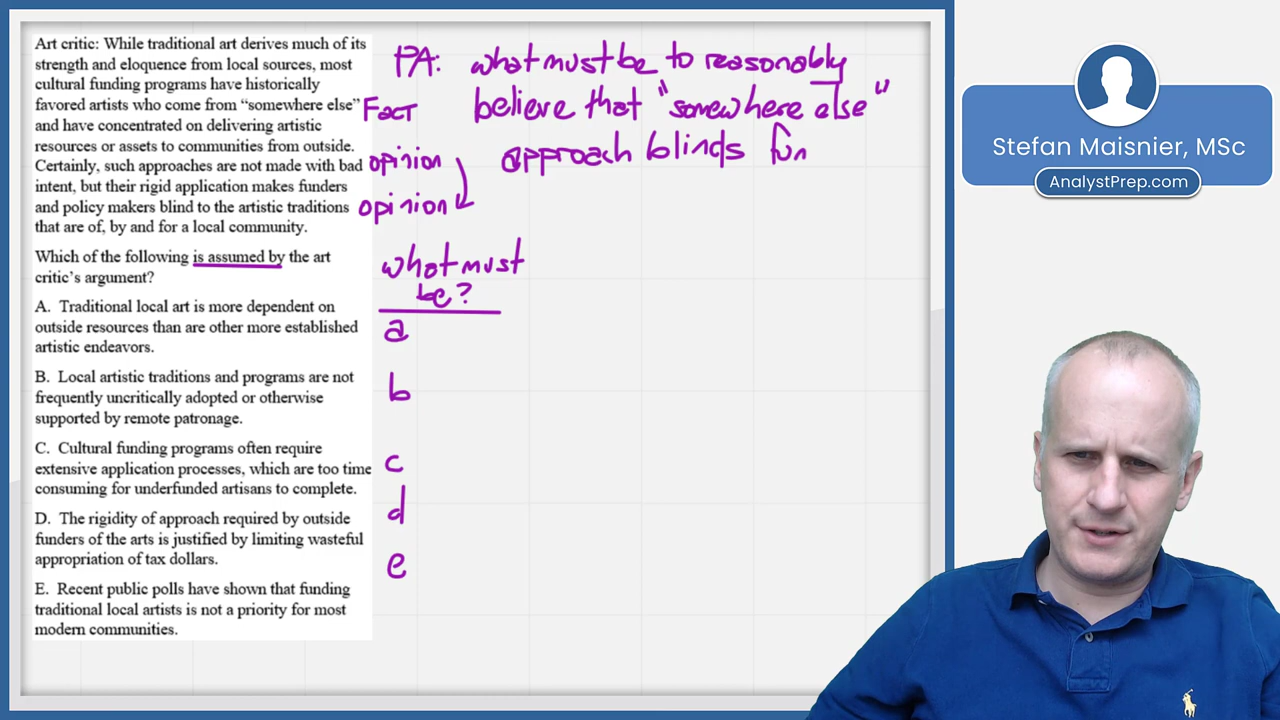 Art critic: While traditional art derives much of its
strength and eloquence from local sources, most
cultural funding programs have historically
favored artists who come from “somewhere else”
and have concentrated on delivering artistic
resources or assets to communities from outside.
Certainly, such approaches are not made with bad
intent, but their rigid application makes funders
and policy makers blind to the artistic traditions
that are of, by and for a local community.
Which of the following is assumed by the art
critic’s argument?
A. Traditional local art is more dependent on
outside resources than are other more established
artistic endeavors.
B. Local artistic traditions and programs are not
frequently uncritically adopted or otherwise
supported by remote patronage.
C. Cultural funding programs often require
extensive application processes, which are too time
consuming for underfunded artisans to complete.
D. The rigidity of approach required by outside
funders of the arts is justified by limiting wasteful
appropriation of tax dollars.
E. Recent public polls have shown that funding
traditional local artists is not a priority for most
modern communities.
Fact
opinion
opinion
what must
be?
a
b
c
d
e
PA: what must be to reasonably
believe that "somewhere else"
approach blinds fun
Stefan Maisnier, MSc
AnalystPrep.com